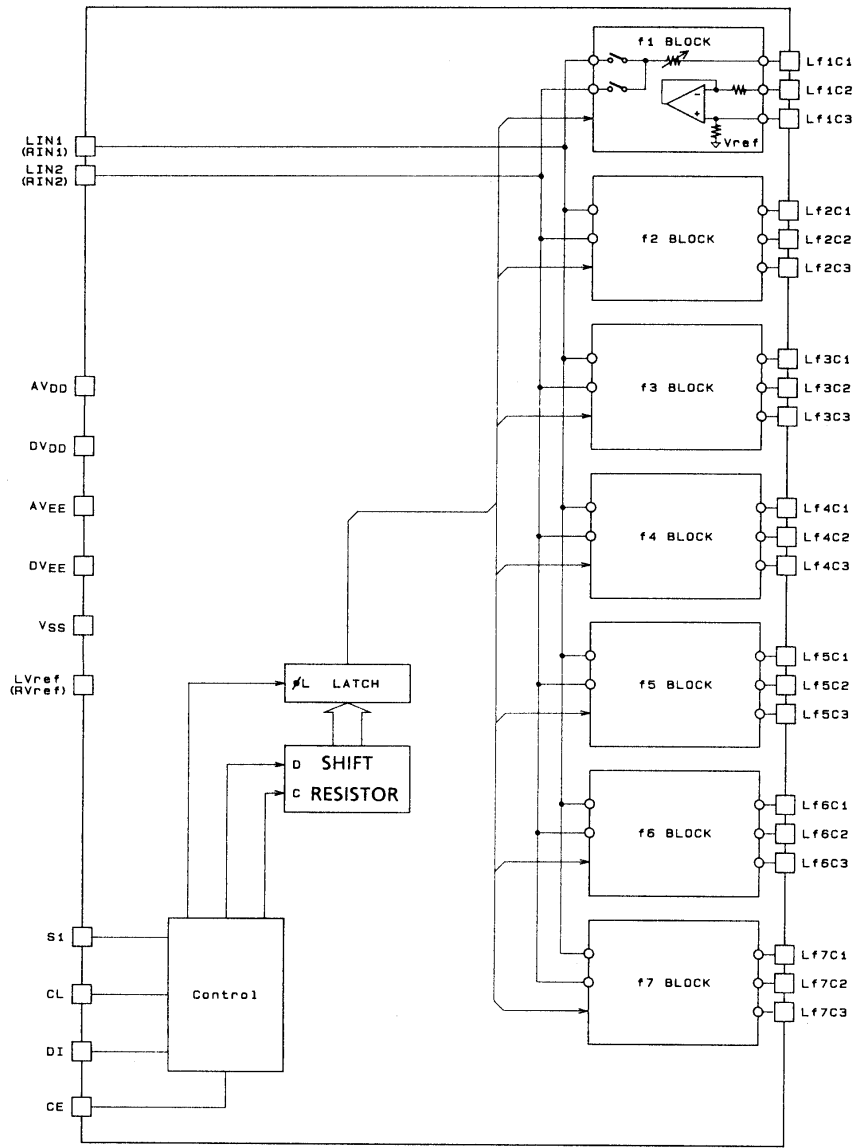 f1 BLOCK
Lf1C1
Lf1C2
Lf1C3
-
+
Vref
LIN1
(RIN1)
LIN2
(RIN2)
f2 BLOCK
Lf2C1
Lf2C2
Lf2C3
f3 BLOCK
Lf3C1
Lf3C2
Lf3C3
AVDD
DVDD
AVEE
DVEE
VSS
LVref
(RVref)
f4 BLOCK
Lf4C1
Lf4C2
Lf4C3
f5 BLOCK
Lf5C1
Lf5C2
Lf5C3
øL LATCH
D SHIFT
C RESISTOR
f6 BLOCK
Lf6C1
Lf6C2
Lf6C3
S1
CL
DI
CE
Control
f7 BLOCK
Lf7C1
Lf7C2
Lf7C3